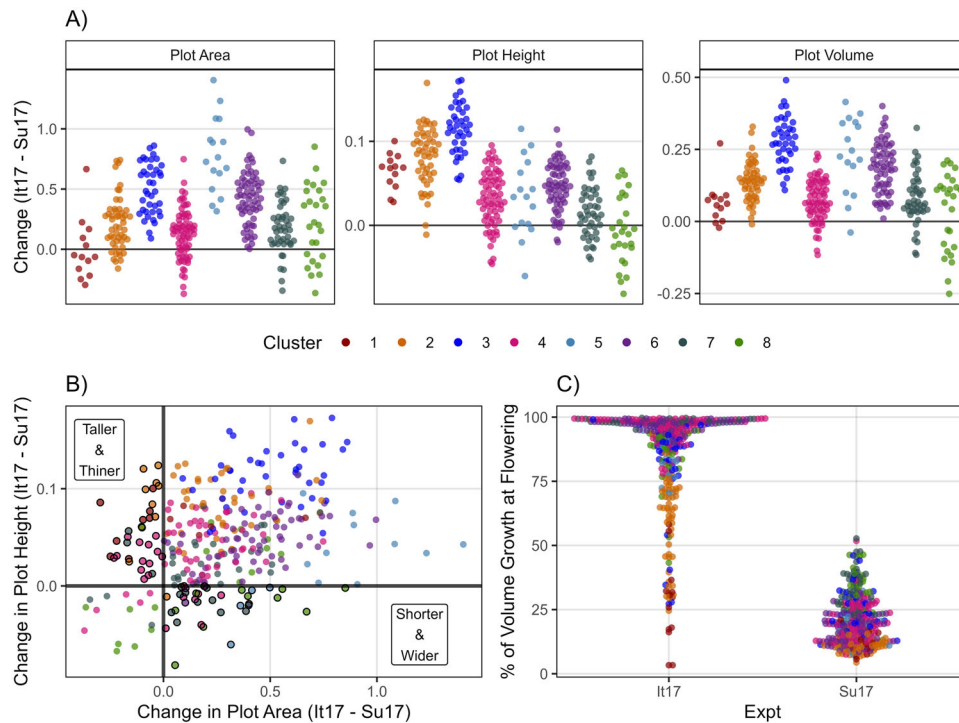 A)
Plot Area
Plot Height
Plot Volume
Change (It17 - Su17)
1.0
0.5
0.0
0.1
0.0
0.50
0.25
0.00
-0.25
Cluster 1 2 3 4 5 6 7 8
B)
Change in Plot Height (It17 - Su17)
0.1
0.0
Taller
&
Thiner
Shorter
&
Wider
0.0 0.5 1.0
Change in Plot Area (It17 - Su17)
C)
% of Volume Growth at Flowering
100
75
50
25
0
It17 Su17
Expt